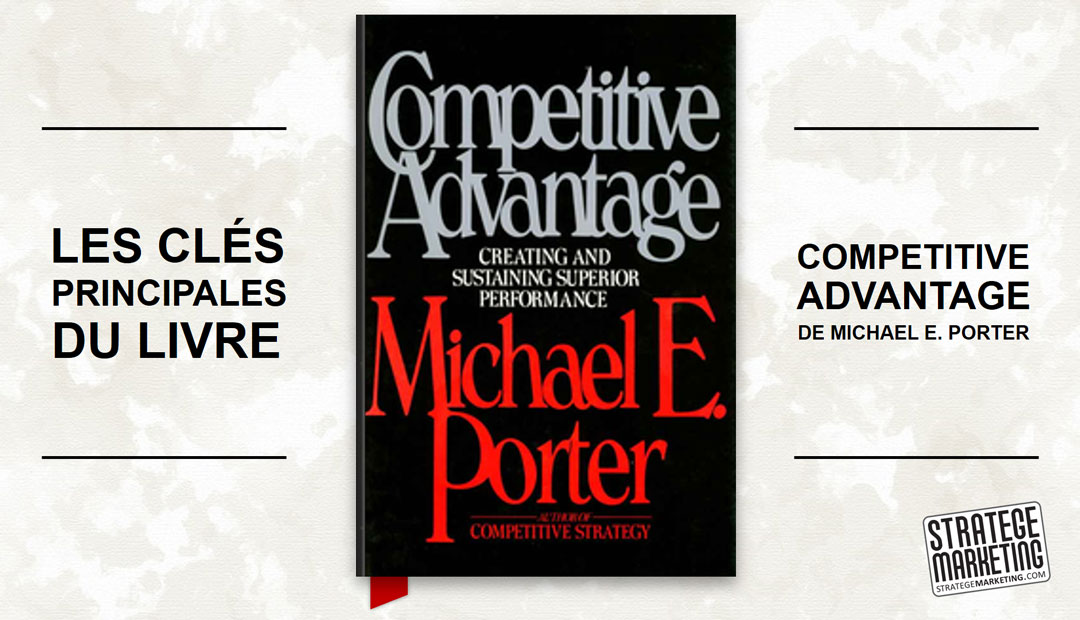 LES CLÉS
PRINCIPALES
DU LIVRE
Competitive
Advantage
CREATING AND
SUSTAINING SUPERIOR
PERFORMANCE
Michael E.
Porter
AUTHOR OF
COMPETITIVE STRATEGY
COMPETITIVE
ADVANTAGE
DE MICHAEL E. PORTER
STRATEGE
MARKETING
STRATEGEMARKETING.COM